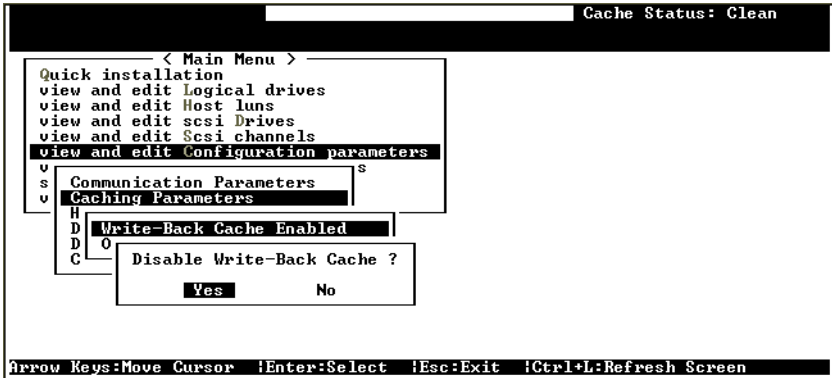 Cache Status: Clean
< Main Menu >
Quick installation
view and edit Logical drives
view and edit Host luns
view and edit scsi Drives
view and edit Scsi channels
view and edit Configuration parameters
v s
s Communication Parameters
v Caching Parameters
H
D Write-Back Cache Enabled
D O
C Disable Write-Back Cache ?
Yes No
Arrow Keys:Move Cursor |Enter:Select |Esc:Exit |Ctrl+L:Refresh Screen